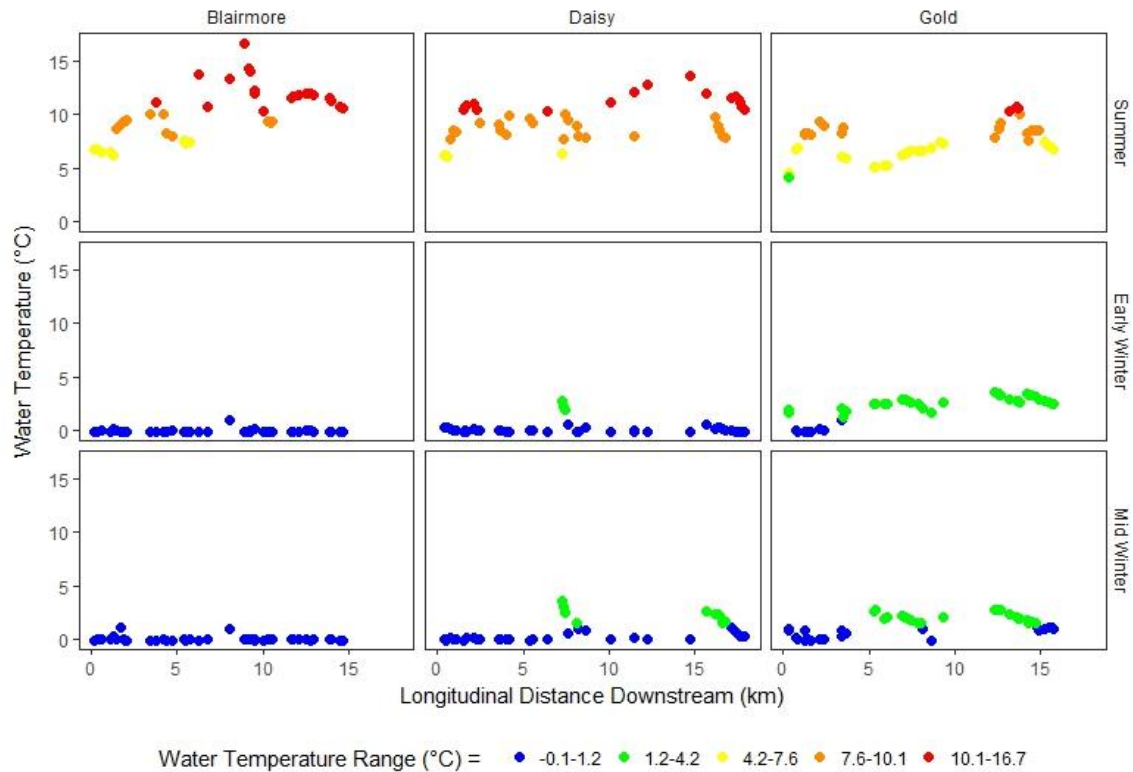 Blairmore Daisy Gold
15
10
5
0
Summer
15
10
5
0
Early Winter
15
10
5
0
Mid Winter
Water Temperature (°C)
0 5 10 15 0 5 10 15 0 5 10 15
Longitudinal Distance Downstream (km)
Water Temperature Range (°C) = -0.1-1.2 1.2-4.2 4.2-7.6 7.6-10.1 10.1-16.7